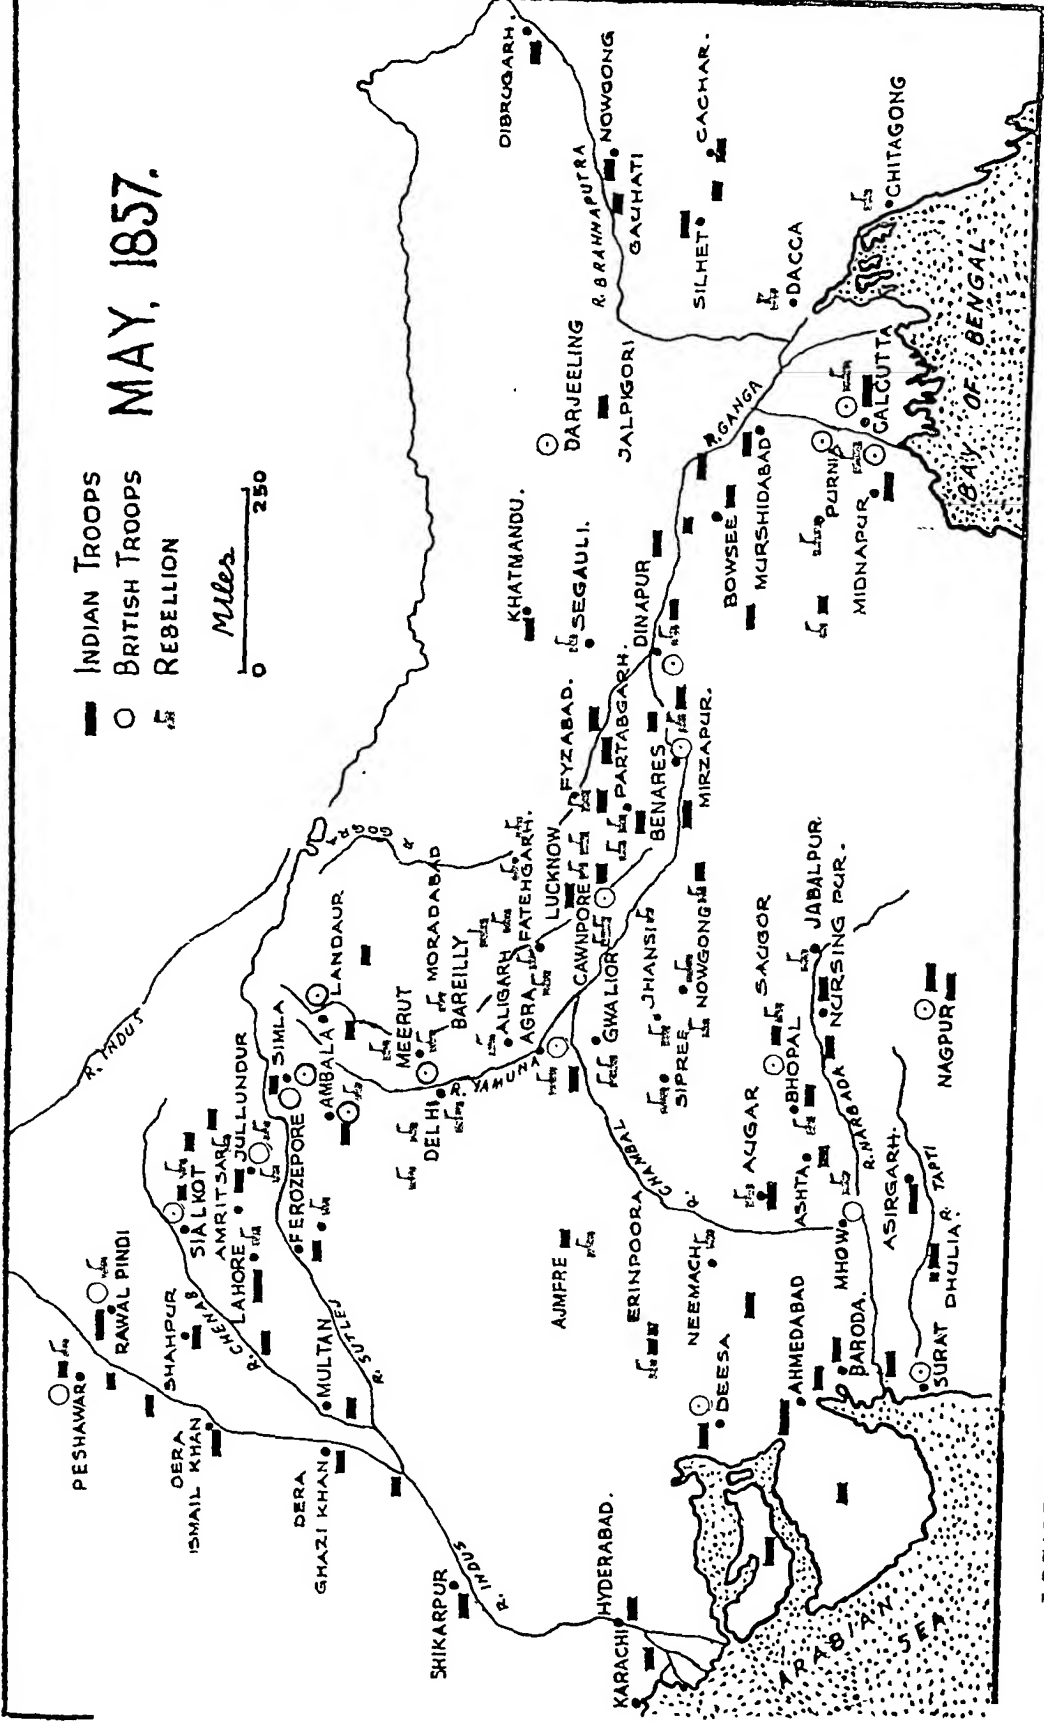 MAY, 1857.
INDIAN TROOPS
BRITISH TROOPS
REBELLION
Miles
0 250
R. INDUS
PESHAWAR
RAWAL PINDI
SHAHPUR
DERA
ISMAIL KHAN
SIALKOT
AMRITSAR
R. CHENAB
LAHORE
JULLUNDUR
SIMLA
FEROZEPORE
AMBALA
LANDAUR
MULTAN
R. SUTLEJ
DERA
GHAZI KHAN
R. GOGRA
MEERUT
MORADABAD
BAREILLY
DELHI
R. YAHUNA
ALIGARH
AGRA
FATEHGARH.
LUCKNOW
FYZABAD.
KHATMANDU.
SEGAULI.
DARJEELING
JALPIGORI
DIBRUGARH.
NOWGONG
R. BRAHNAPUTRA
GAUHATI
CACHAR.
SILHET
DACCA
CHITAGONG
SHIKARPUR
R. INDUS
AJMFRE
CAWNPORE
PARTABGARH.
DINAPUR
BENARES
MIRZAPUR.
R. GANGA
BOWSEE
MURSHIDABAD
PURNIA
MIDNAPUR
CALCUTTA
BAY OF BENGAL
GWALIOR
JHANSI
SIPREE
NOWGONG
R. CHAMBAL
ERINPOORA
NEEMACH
DEESA
AUGAR
SAUGOR
BHOPAL
ASHTA
JABALPUR.
NURSING PUR.
R. NARBADA
HYDERABAD.
KARACHI
AHMEDABAD
MHOW
BARODA.
ASIRGARH.
R. TAPTI
DHULIA
SURAT
NAGPUR
ARABIAN
SEA